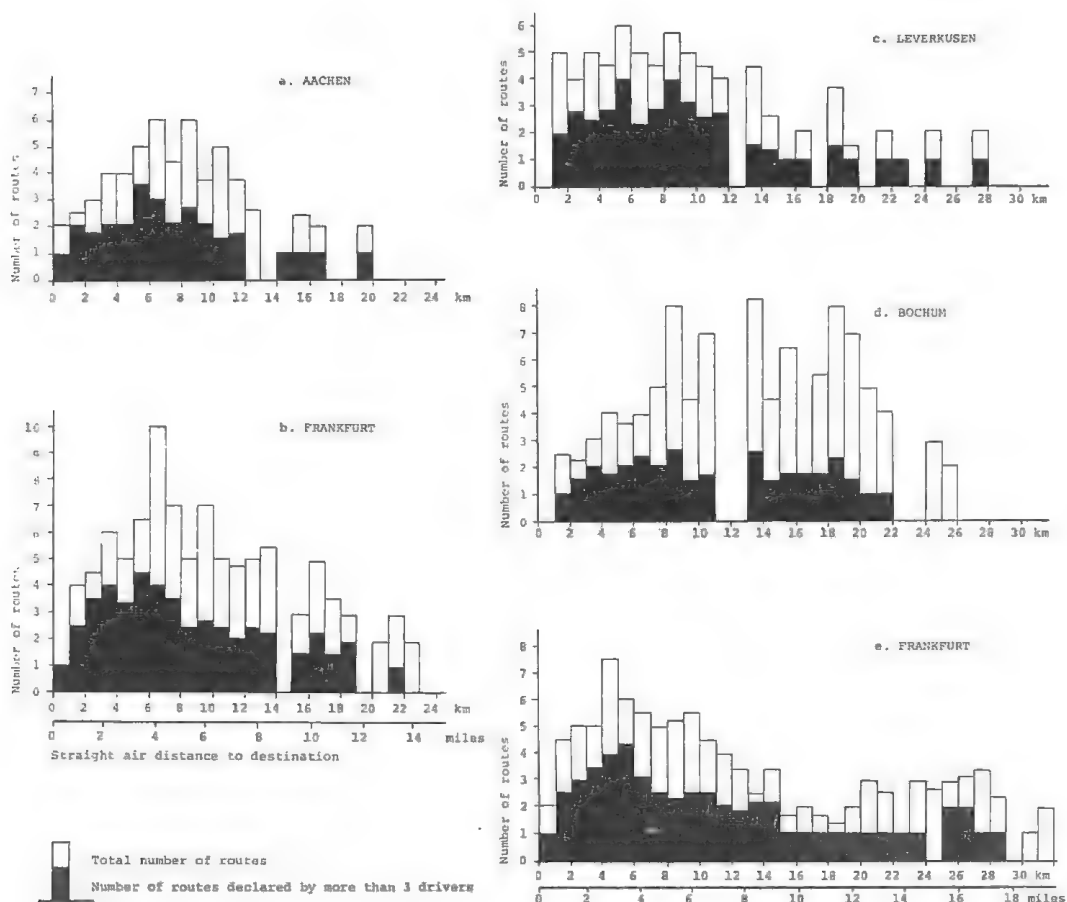 a. AACHEN
Number of routes
7
6
5
4
3
2
1
0
0 2 4 6 8 10 12 14 16 18 20 22 24 km
b. FRANKFURT
Number of routes
10
8
7
5
4
3
2
1
0
0 2 4 6 8 10 12 14 16 18 20 22 24 km
0 2 4 6 8 10 12 14 miles
Straight air distance to destination
Total number of routes
Number of routes declared by more than 3 drivers
c. LEVERKUSEN
Number of routes
6
5
4
3
2
1
0
0 2 4 6 8 10 12 14 16 18 20 22 24 26 28 30 km
d. BOCHUM
Number of routes
8
7
6
5
4
3
2
1
0
0 2 4 6 8 10 12 14 16 18 20 22 24 26 28 30 km
e. FRANKFURT
Number of routes
8
7
6
5
4
3
2
1
0
0 2 4 6 8 10 12 14 16 18 20 22 24 26 28 30 km
0 2 4 6 8 10 12 14 16 18 miles